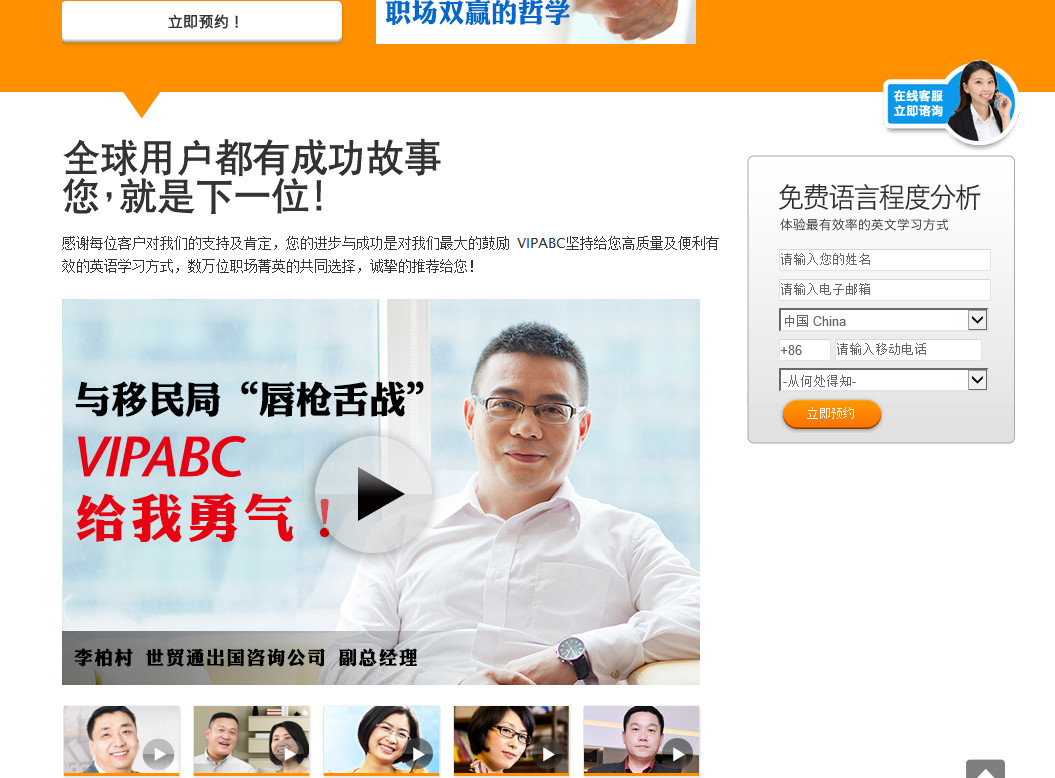 立即预约！
职场双赢的哲学
在线客服
立即谘询
全球用户都有成功故事
您，就是下一位！
感谢每位客户对我们的支持及肯定，您的进步与成功是对我们最大的鼓励 VIPABC坚持给您高质量及便利有
效的英语学习方式，数万位职场菁英的共同选择，诚挚的推荐给您！
免费语言程度分析
体验最有效率的英文学习方式
请输入您的姓名
请输入电子邮箱
中国 China
+86 请输入移动电话
-从何处得知-
立即预约
与移民局“唇枪舌战”
VIPABC
给我勇气！
李柏村 世贸通出国咨询公司 副总经理